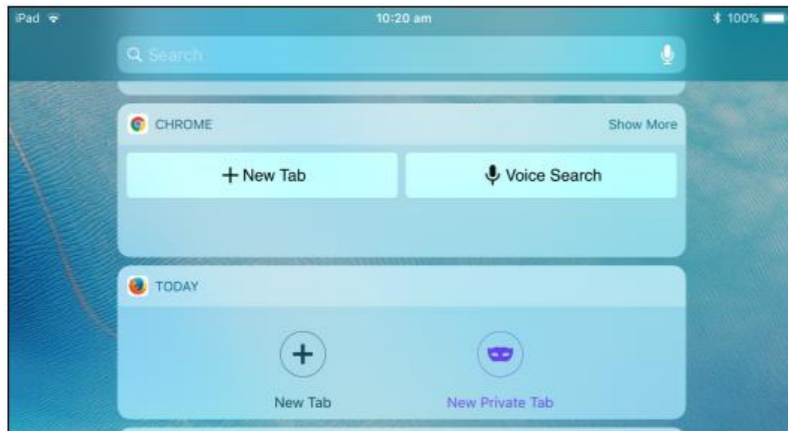 iPad 10:20 am 100%
Search
CHROME Show More
+ New Tab Voice Search
TODAY
New Tab New Private Tab